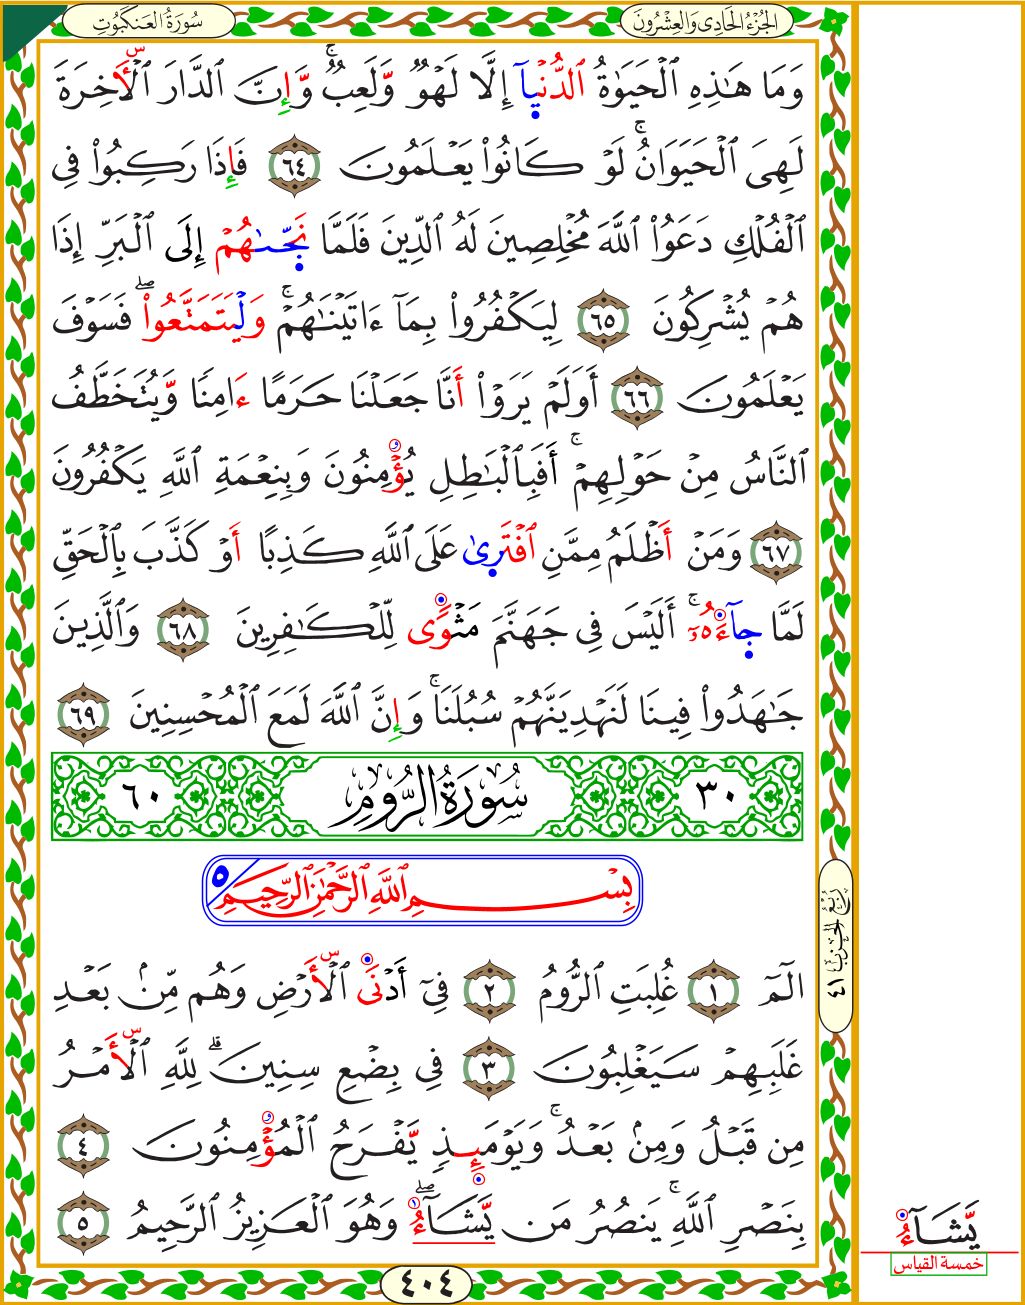 الجُزْءُ الحَادِى وَالعِشْرُونَ
سُورَةُ العَنكَبُوتِ
وَمَا هَـٰذِهِ ٱلْحَيَوٰةُ ٱلدُّنْيَآ إِلَّا لَهْوٌ وَّلَعِبٌ ۚ وَّإِنَّ ٱلدَّارَ ٱلْأَخِرَةَ
لَهِىَ ٱلْحَيَوَانُ ۚ لَوْ كَانُوا۟ يَعْلَمُونَ ٦٤ فَإِذَا رَكِبُوا۟ فِى
ٱلْفُلْكِ دَعَوُا۟ ٱللَّهَ مُخْلِصِينَ لَهُ ٱلدِّينَ فَلَمَّا نَجَّىٰهُمْ إِلَى ٱلْبَرِّ إِذَا
هُمْ يُشْرِكُونَ ٦٥ لِيَكْفُرُوا۟ بِمَآ ءَاتَيْنَـٰهُمْ ۚ وَلْيَتَمَتَّعُوا۟ ۖ فَسَوْفَ
يَعْلَمُونَ ٦٦ أَوَلَمْ يَرَوْا۟ أَنَّا جَعَلْنَا حَرَمًا ءَامِنًا وَّيُتَخَطَّفُ
ٱلنَّاسُ مِنْ حَوْلِهِمْ ۚ أَفَبِٱلْبَـٰطِلِ يُؤْمِنُونَ وَبِنِعْمَةِ ٱللَّهِ يَكْفُرُونَ
٦٧ وَمَنْ أَظْلَمُ مِمَّنِ ٱفْتَرِىٰ عَلَى ٱللَّهِ كَذِبًا أَوْ كَذَّبَ بِٱلْحَقِّ
لَمَّا جَآءَهُۥٓ ۚ أَلَيْسَ فِى جَهَنَّمَ مَثْوًى لِّلْكَـٰفِرِينَ ٦٨ وَٱلَّذِينَ
جَـٰهَدُوا۟ فِينَا لَنَهْدِيَنَّهُمْ سُبُلَنَا ۚ وَإِنَّ ٱللَّهَ لَمَعَ ٱلْمُحْسِنِينَ ٦٩
٣٠ سُورَةُ الرُّومِ ٦٠
بِسْمِ ٱللَّهِ ٱلرَّحْمَـٰنِ ٱلرَّحِيمِ ٥
الٓمٓ ١ غُلِبَتِ ٱلرُّومُ ٢ فِىٓ أَدْنَى ٱلْأَرْضِ وَهُم مِّنۢ بَعْدِ
غَلَبِهِمْ سَيَغْلِبُونَ ٣ فِى بِضْعِ سِنِينَ ۗ لِلَّهِ ٱلْأَمْرُ
مِن قَبْلُ وَمِنۢ بَعْدُ ۚ وَيَوْمَئِذٍ يَّفْرَحُ ٱلْمُؤْمِنُونَ ٤
بِنَصْرِ ٱللَّهِ ۚ يَنصُرُ مَن يَّشَآءُ ۖ وَهُوَ ٱلْعَزِيزُ ٱلرَّحِيمُ ٥
٤٠٤
رُبْعُ الحِزْبِ ٤١
يَّشَآءُ
خمسة القياس